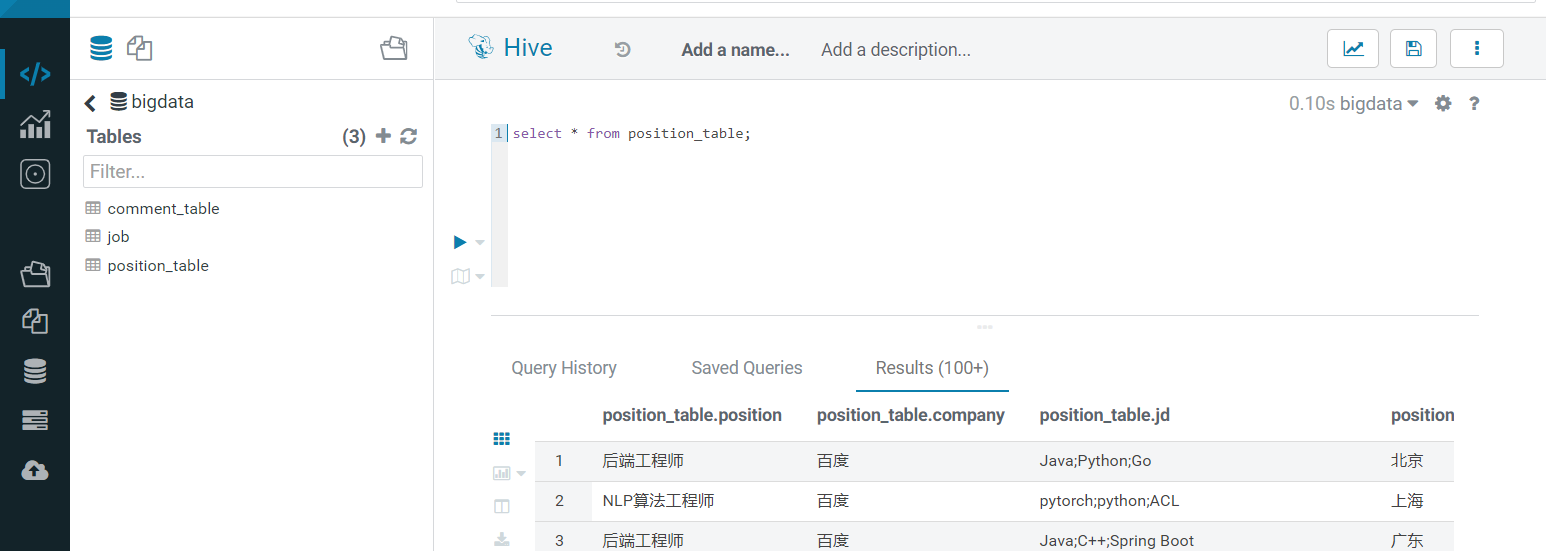 Hive
Add a name...
Add a description...
bigdata
0.10s bigdata
?
Tables
(3)
1
select * from position_table;
Filter...
comment_table
job
position_table
Query History
Saved Queries
Results (100+)
position_table.position position_table.company position_table.jd position
1 后端工程师 百度 Java;Python;Go 北京
2 NLP算法工程师 百度 pytorch;python;ACL 上海
3 后端工程师 百度 Java;C++;Spring Boot 广东